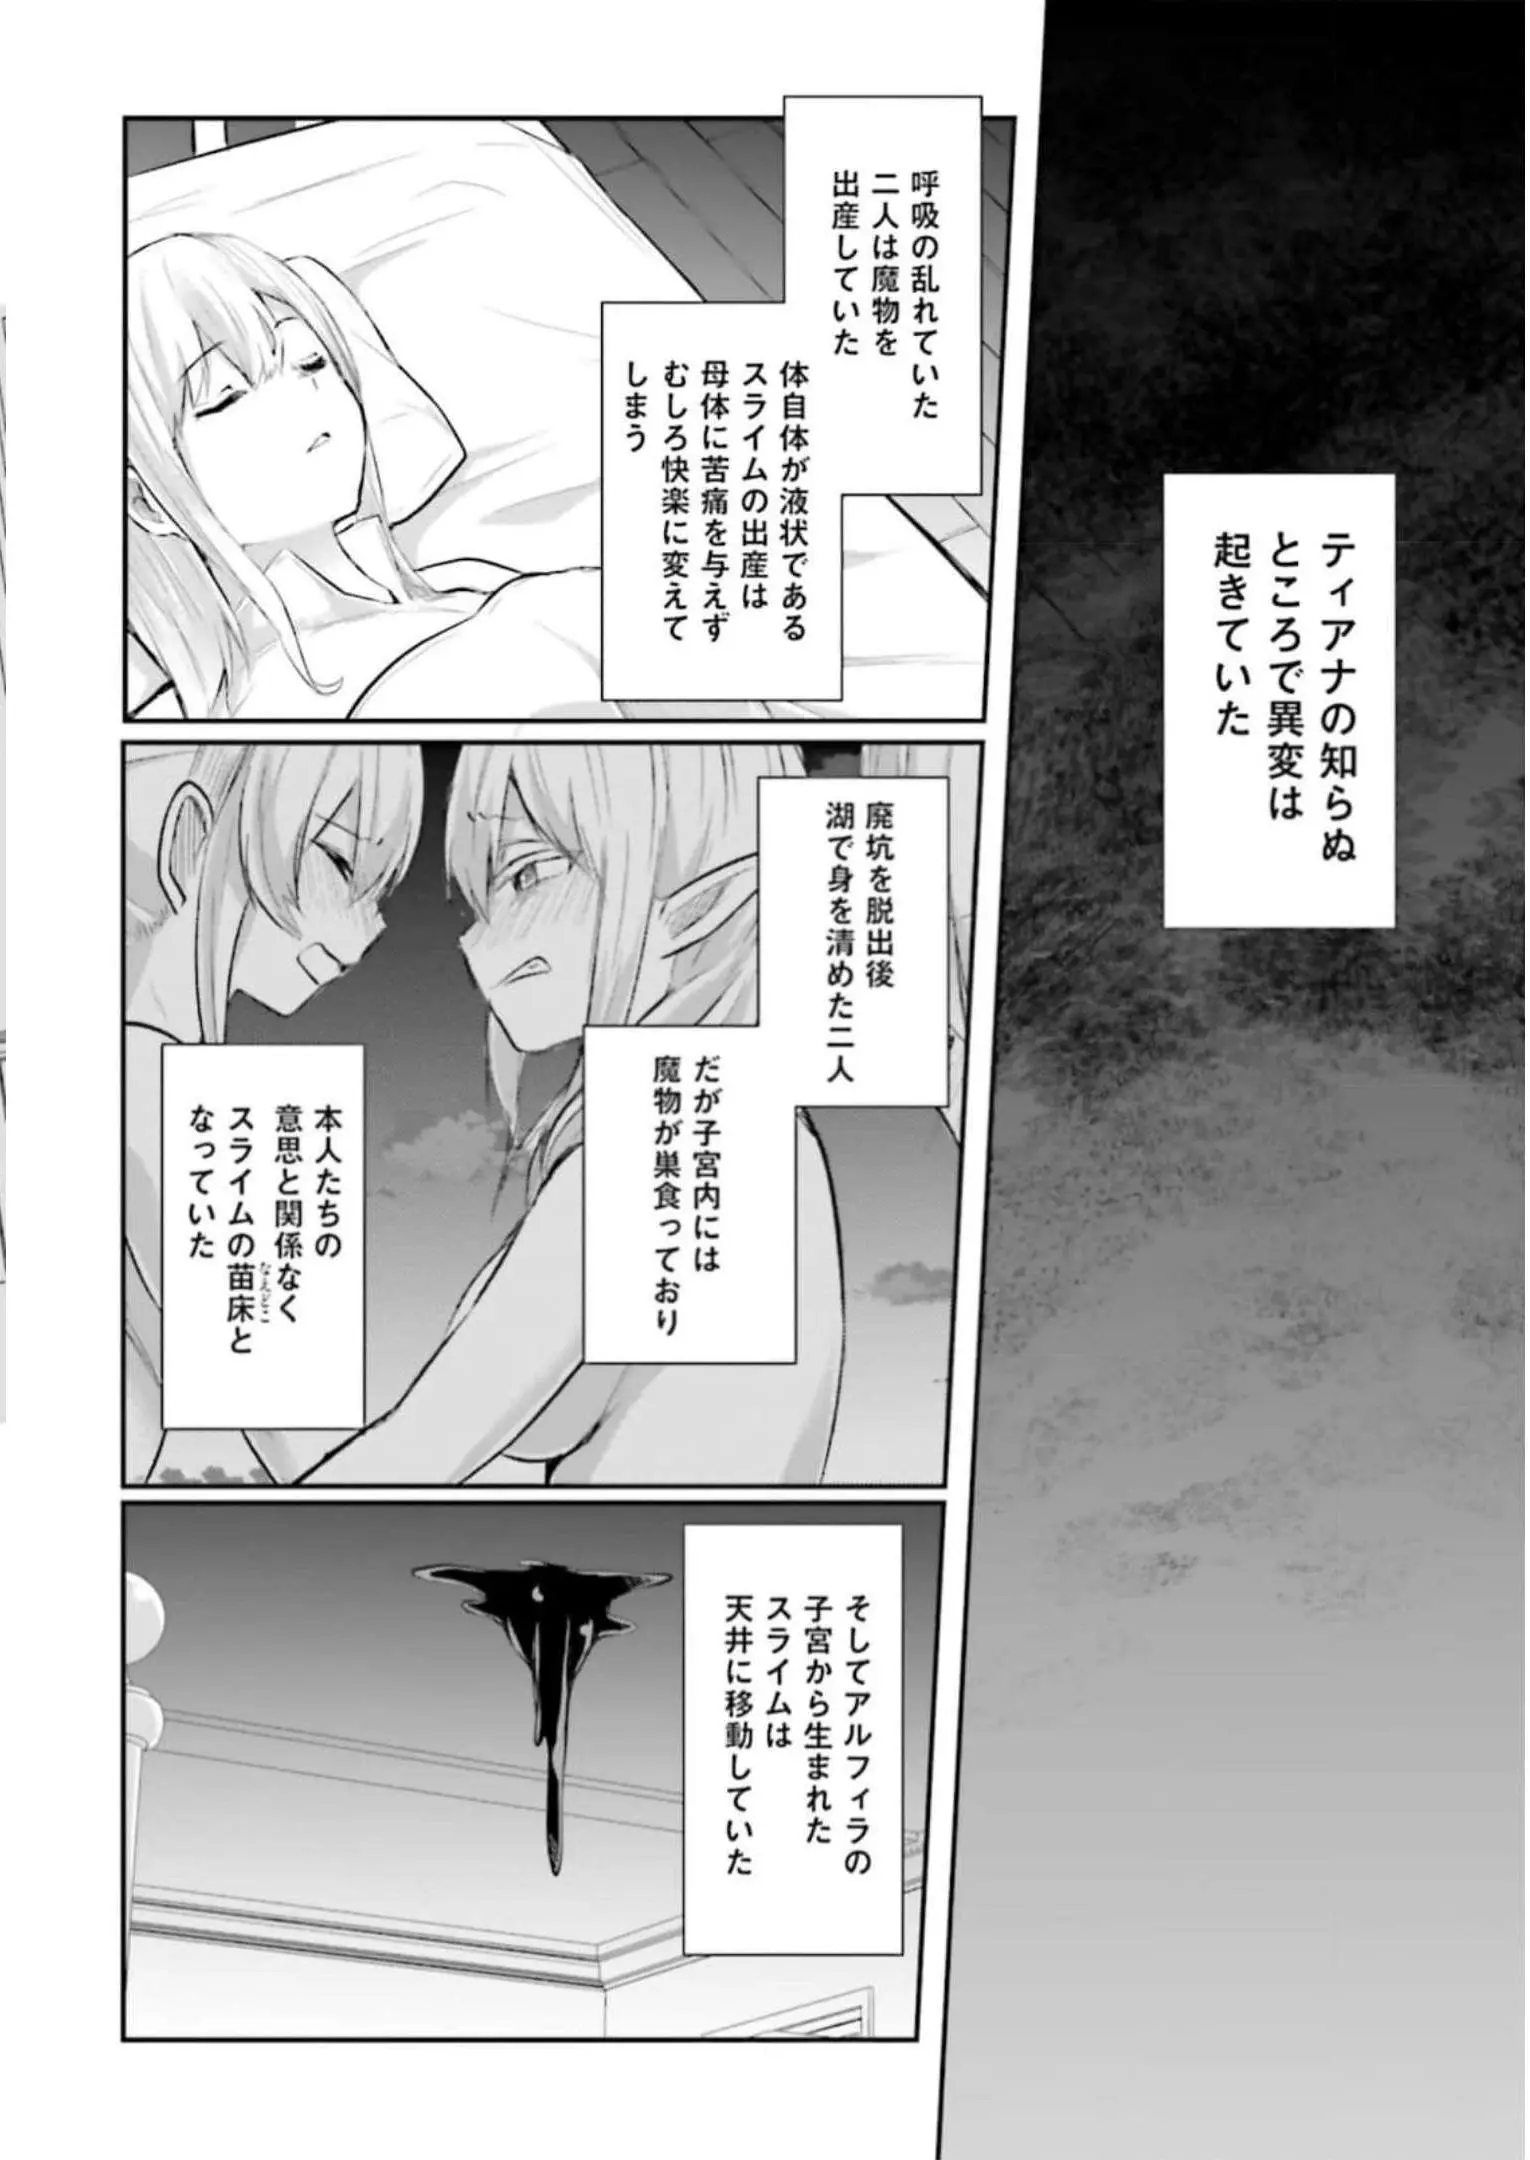 ティアナの知らぬ
ところで異変は
起きていた
呼吸の乱れていた
二人は魔物を
出産していた
体自体が液状である
スライムの出産は
母体に苦痛を与えず
むしろ快楽に変えて
しまう
廃坑を脱出後
湖で身を清めた二人
だが子宮内には
魔物が巣食っており
本人たちの
意思と関係なく
スライムの苗床と
なえどこ
なっていた
そしてアルフィラの
子宮から生まれた
スライムは
天井に移動していた